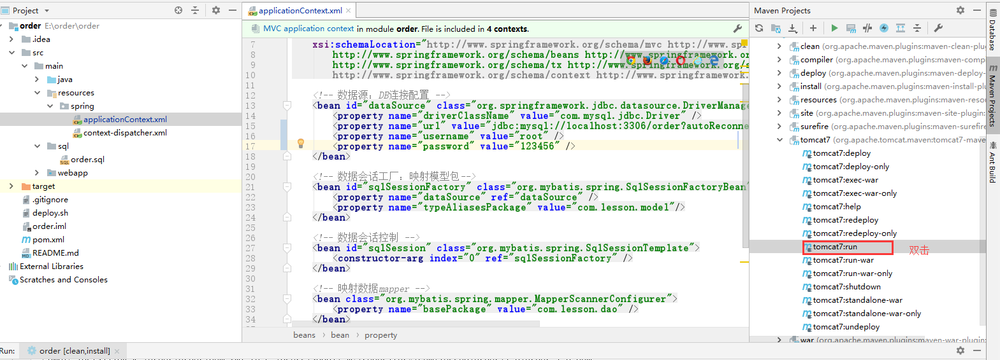 Project
order E:\order\order
.idea
src
main
java
resources
spring
applicationContext.xml
context-dispatcher.xml
sql
order.sql
webapp
target
.gitignore
deploy.sh
order.iml
pom.xml
README.md
External Libraries
Scratches and Consoles
applicationContext.xml
MVC application context in module order. File is included in 4 contexts.
7 xsi:schemaLocation="http://www.springframework.org/schema/mvc http://www.spr
8 http://www.springframework.org/schema/beans http://www.springframework.or
9 http://www.springframework.org/schema/tx http://www.springframework.org/s
10 http://www.springframework.org/schema/context http://www.springframework.
11
12 <!-- 数据源：DB连接配置 -->
13 <bean id="dataSource" class="org.springframework.jdbc.datasource.DriverManage
14 <property name="driverClassName" value="com.mysql.jdbc.Driver" />
15 <property name="url" value="jdbc:mysql://localhost:3306/order?autoReconne
16 <property name="username" value="root" />
17 <property name="password" value="123456" />
18 </bean>
19
20 <!-- 数据会话工厂：映射模型包-->
21 <bean id="sqlSessionFactory" class="org.mybatis.spring.SqlSessionFactoryBean"
22 <property name="dataSource" ref="dataSource" />
23 <property name="typeAliasesPackage" value="com.lesson.model"/>
24 </bean>
25
26 <!-- 数据会话控制 -->
27 <bean id="sqlSession" class="org.mybatis.spring.SqlSessionTemplate">
28 <constructor-arg index="0" ref="sqlSessionFactory" />
29 </bean>
30
31 <!-- 映射数据mapper -->
32 <bean class="org.mybatis.spring.mapper.MapperScannerConfigurer">
33 <property name="basePackage" value="com.lesson.dao" />
34 </bean>
beans › bean › property
Maven Projects
clean (org.apache.maven.plugins:maven-clean-plug
compiler (org.apache.maven.plugins:maven-comp
deploy (org.apache.maven.plugins:maven-deploy-
install (org.apache.maven.plugins:maven-install-pl
resources (org.apache.maven.plugins:maven-reso
site (org.apache.maven.plugins:maven-site-plugin:
surefire (org.apache.maven.plugins:maven-surefire
tomcat7 (org.apache.tomcat.maven:tomcat7-mave
tomcat7:deploy
tomcat7:deploy-only
tomcat7:exec-war
tomcat7:exec-war-only
tomcat7:help
tomcat7:redeploy
tomcat7:redeploy-only
tomcat7:run 双击
tomcat7:run-war
tomcat7:run-war-only
tomcat7:shutdown
tomcat7:standalone-war
tomcat7:standalone-war-only
tomcat7:undeploy
war (org.apache.maven.plugins:maven-war-plugin:
Database
Maven Projects
Ant Build
Run: order [clean,install]